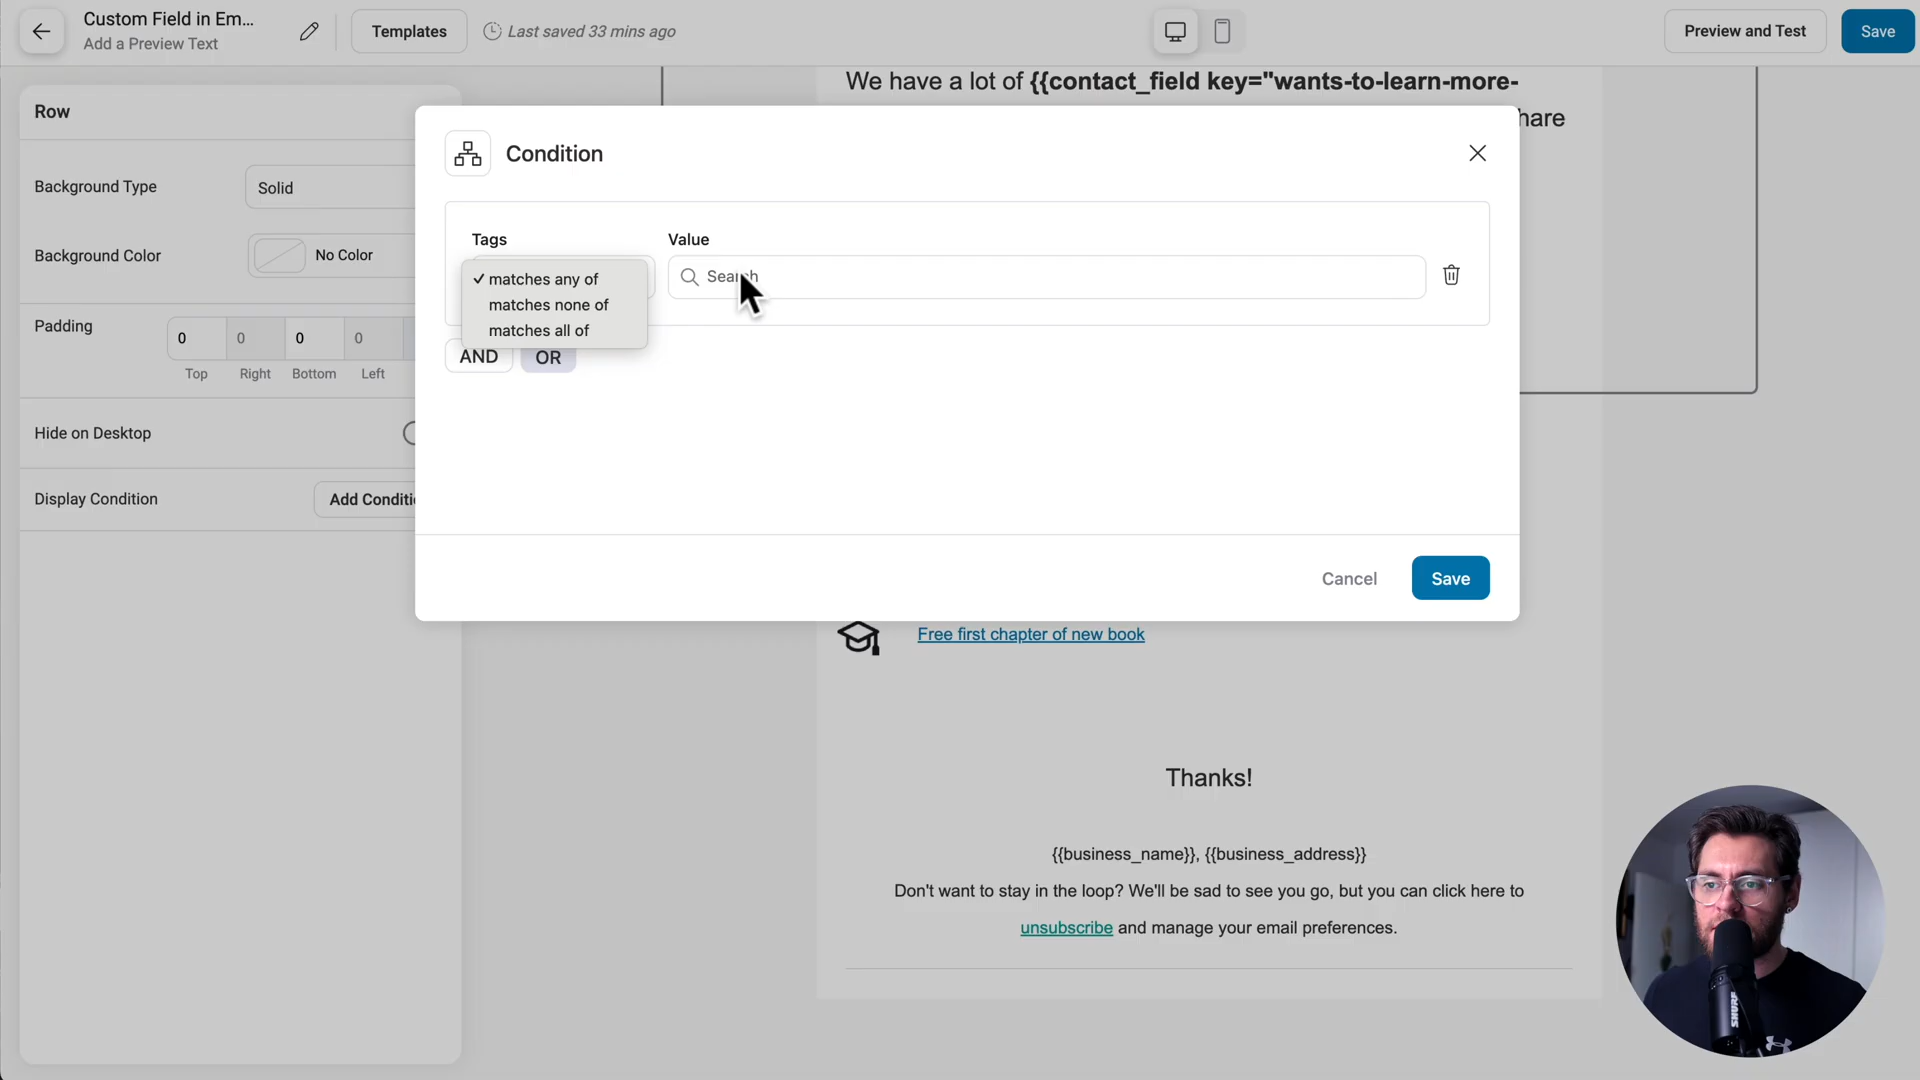 Custom Field in Em...
Add a Preview Text
Templates
Last saved 33 mins ago
Preview and Test
Save
We have a lot of {{contact_field key="wants-to-learn-more-
hare
Row
Background Type
Solid
Background Color
No Color
Padding
0
0
0
0
Top
Right
Bottom
Left
Hide on Desktop
Display Condition
Add Conditi
Condition
Tags
Value
✓ matches any of
matches none of
matches all of
Search
AND
OR
Cancel
Save
Free first chapter of new book
Thanks!
{{business_name}}, {{business_address}}
Don't want to stay in the loop? We'll be sad to see you go, but you can click here to
unsubscribe and manage your email preferences.
SHURE